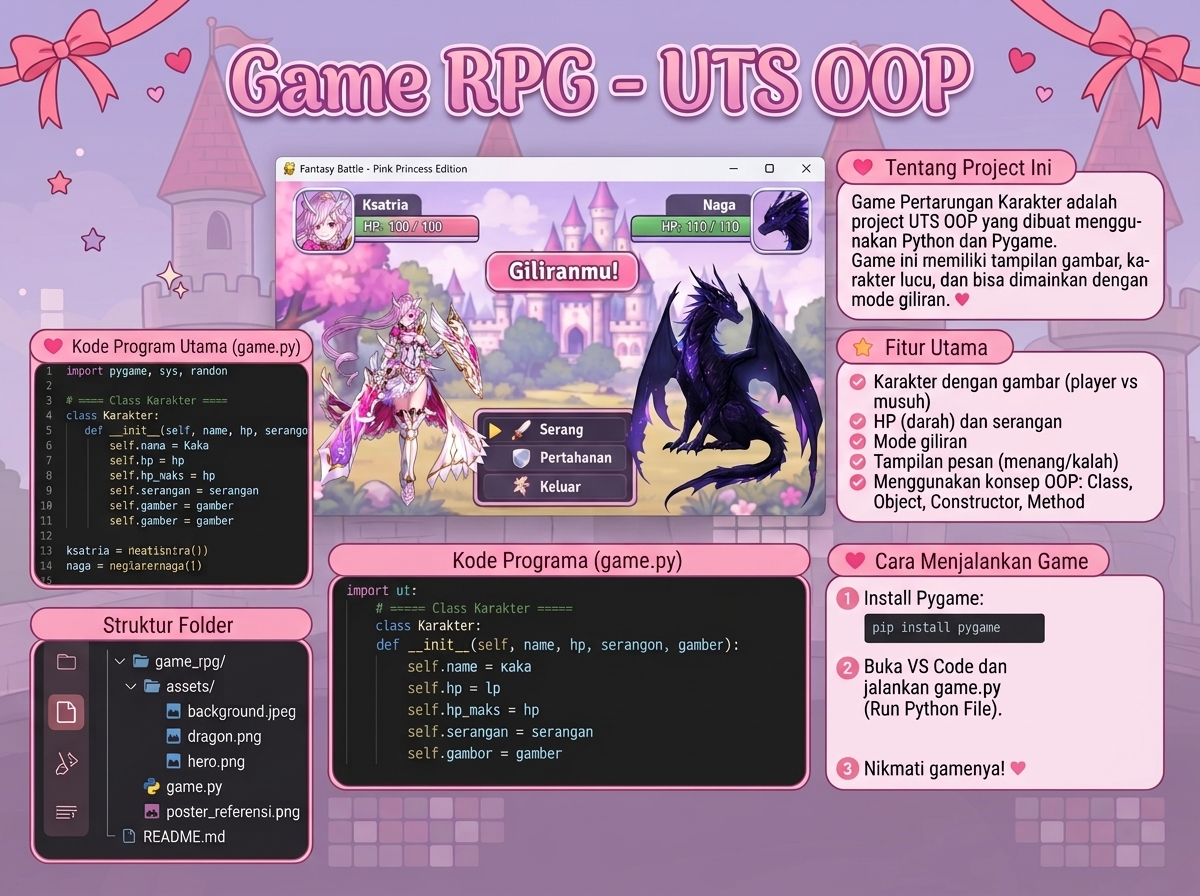 Game RPG - UTS OOP
Fantasy Battle - Pink Princess Edltion
Ksatria
HP: 100 / 100
Naga
HP: 110 / 110
Giliranmu!
Serang
Pertahanan
Keluar
Kode Program Utama (game.py)
1 import pygame, sys, randon
2
3 # ==== Class Karakter ====
4 class Karakter:
5 def __init__(self, name, hp, serango
6 self.nama = Kaka
7 self.hp = hp
8 self.hp_naks = hp
9 self.serangan = serangan
10 self.gamber = gamber
11 self.gamber = gamber
12
13 ksatria = neatisntra())
14 naga = neglarernaga(!)
15
Struktur Folder
game_rpg/
assets/
background.jpeg
dragon.png
hero.png
game.py
poster_referensi.png
README.md
Kode Programa (game.py)
import ut:
# ===== Class Karakter =====
class Karakter:
def __init__(self, name, hp, serangon, gamber):
self.name = kaka
self.hp = lp
self.hp_maks = hp
self.serangan = serangan
self.gambor = gamber
Tentang Project Ini
Game Pertarungan Karakter adalah
project UTS OOP yang dibuat menggu-
nakan Python dan Pygame.
Game ini memiliki tampilan gambar, ka-
rakter lucu, dan bisa dimainkan dengan
mode giliran.
Fitur Utama
Karakter dengan gambar (player vs
musuh)
HP (darah) dan serangan
Mode giliran
Tampilan pesan (menang/kalah)
Menggunakan konsep OOP: Class,
Object, Constructor, Method
Cara Menjalankan Game
1 Install Pygame:
pip install pygame
2 Buka VS Code dan
jalankan game.py
(Run Python File).
3 Nikmati gamenya!